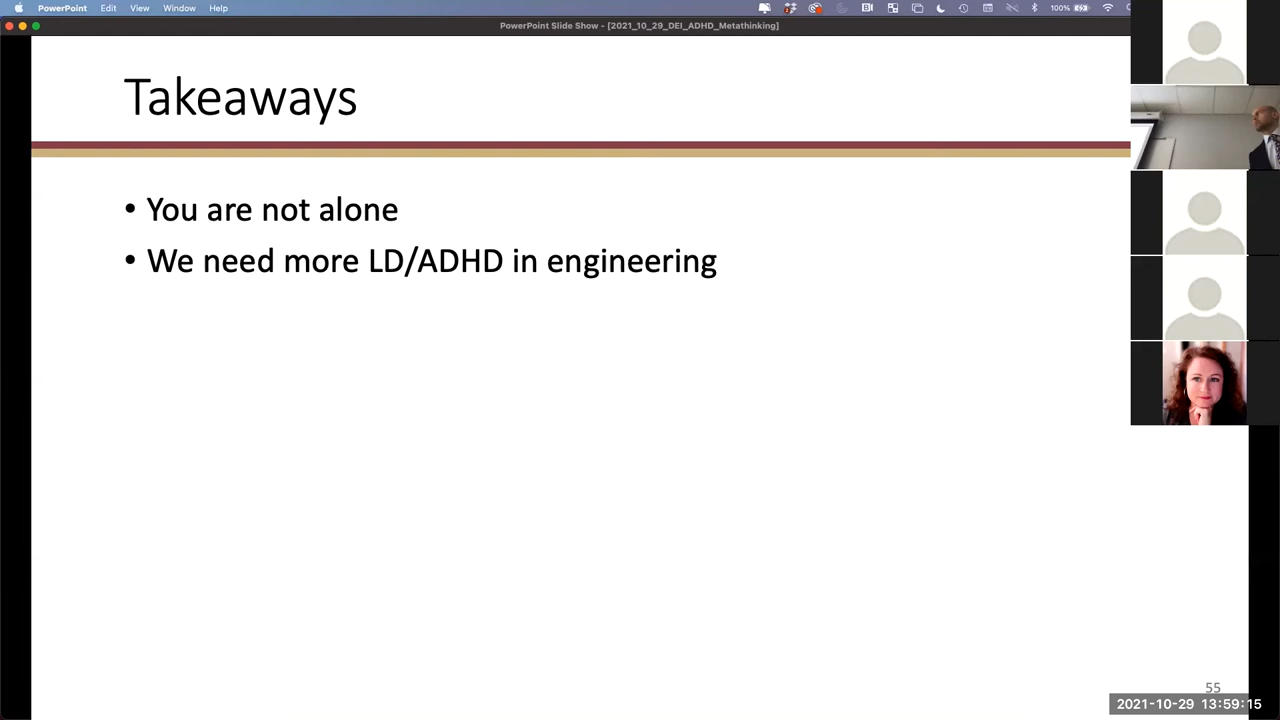 PowerPoint Edit View Window Help
100%
PowerPoint Slide Show - [2021_10_29_DEI_ADHD_Metathinking]
Takeaways
• You are not alone
• We need more LD/ADHD in engineering
55
2021-10-29 13:59:15